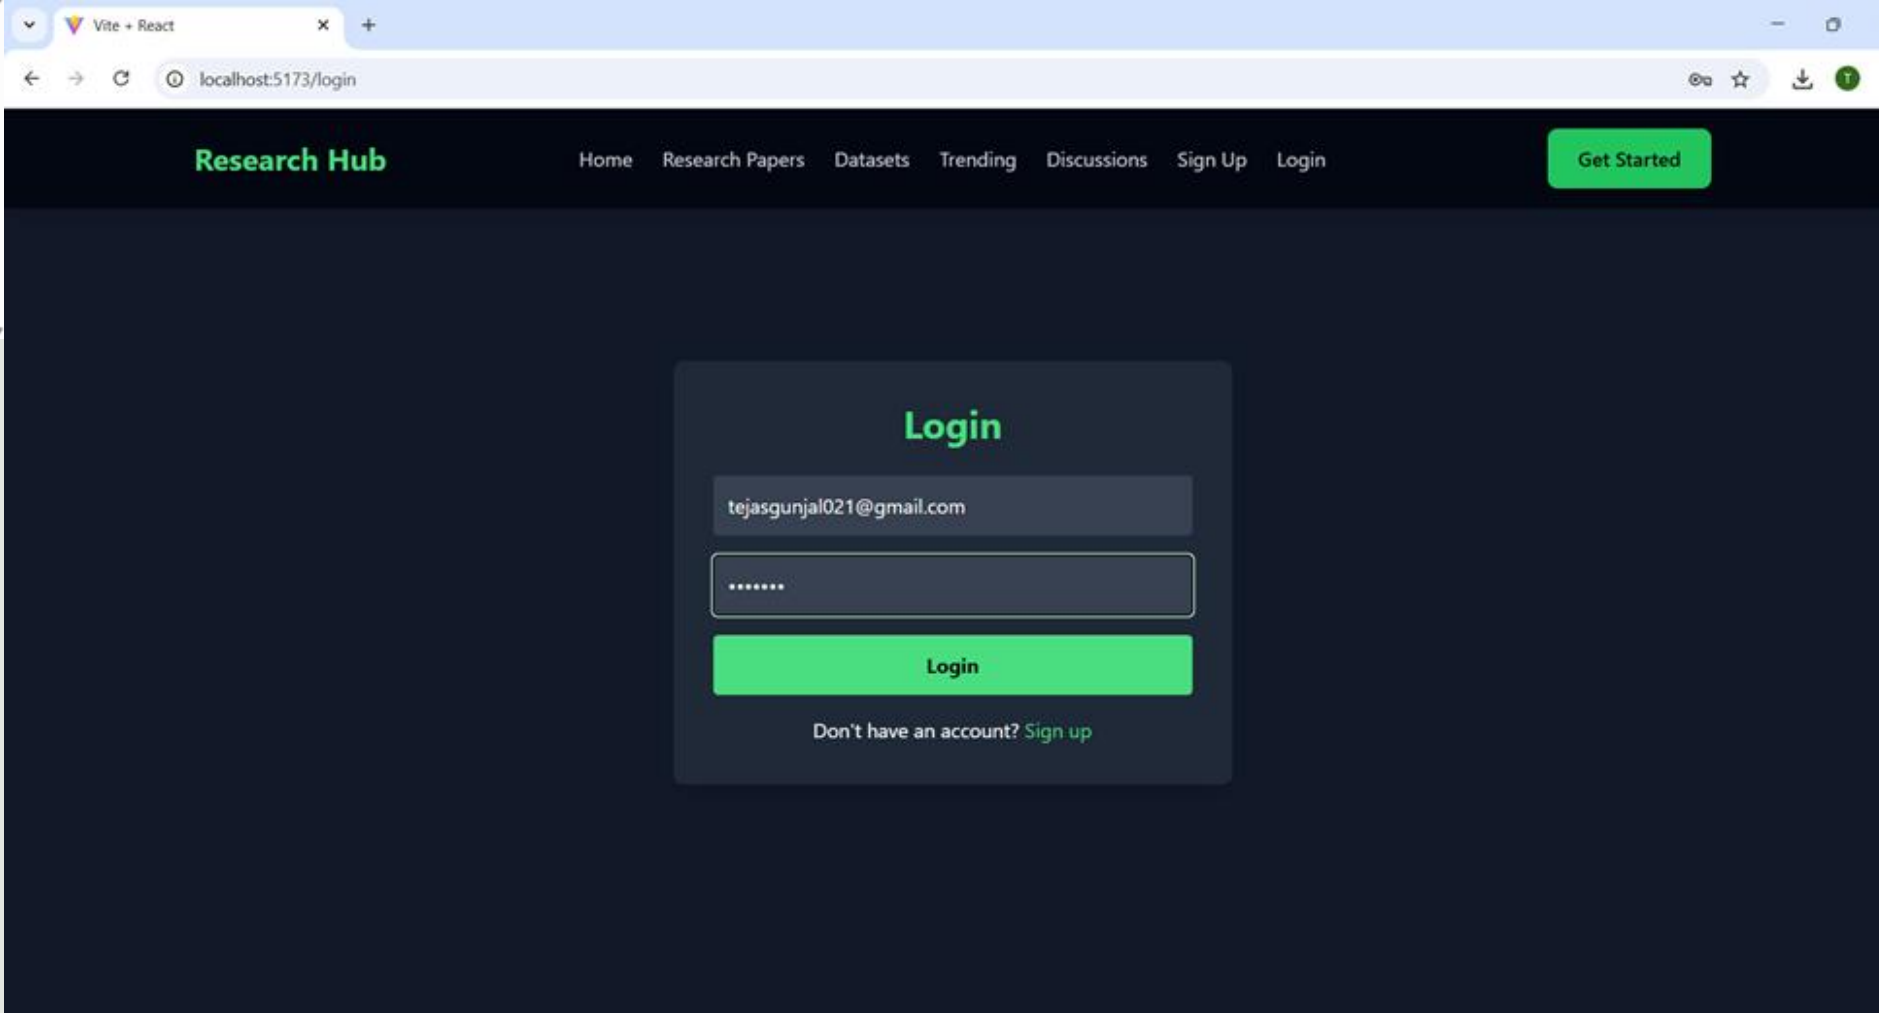 Vite + React
localhost:5173/login
T
Research Hub Home Research Papers Datasets Trending Discussions Sign Up Login Get Started
Login
tejasgunjal021@gmail.com
•••••••
Login
Don't have an account? Sign up